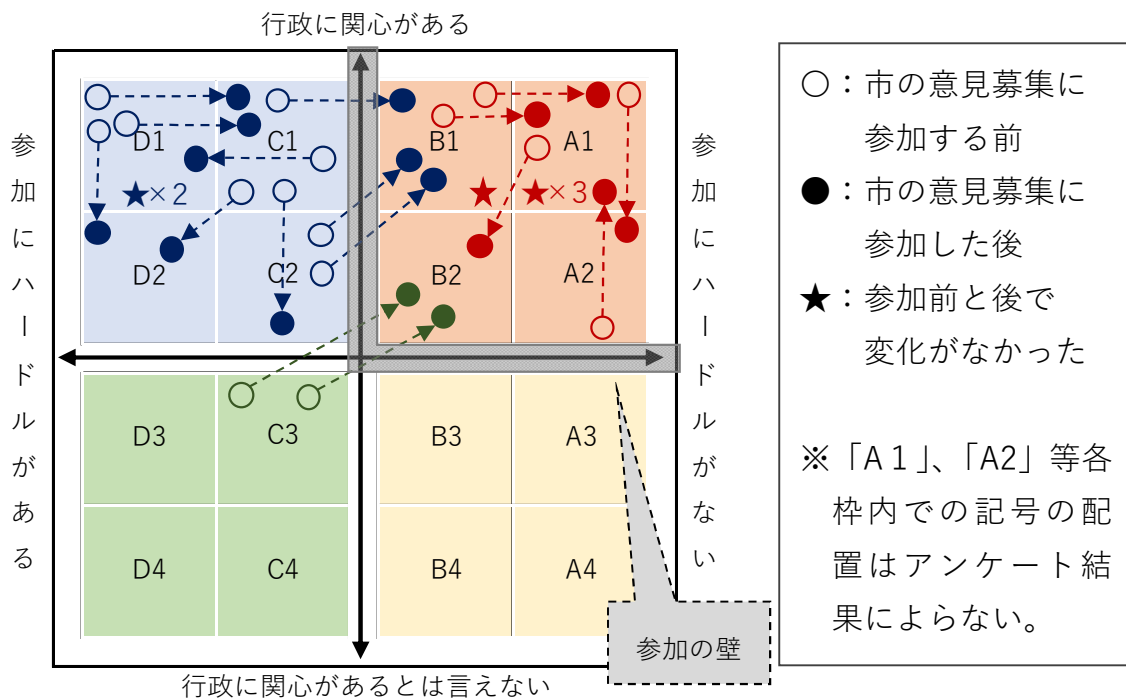 行政に関心がある
参加にハードルがある
参加にハードルがない
D1
C1
B1
A1
★×2
★
★×3
D2
C2
B2
A2
D3
C3
B3
A3
D4
C4
B4
A4
参加の壁
行政に関心があるとは言えない
○：市の意見募集に
参加する前
●：市の意見募集に
参加した後
★：参加前と後で
変化がなかった
※「A１」、「A2」等各
枠内での記号の配
置はアンケート結
果によらない。